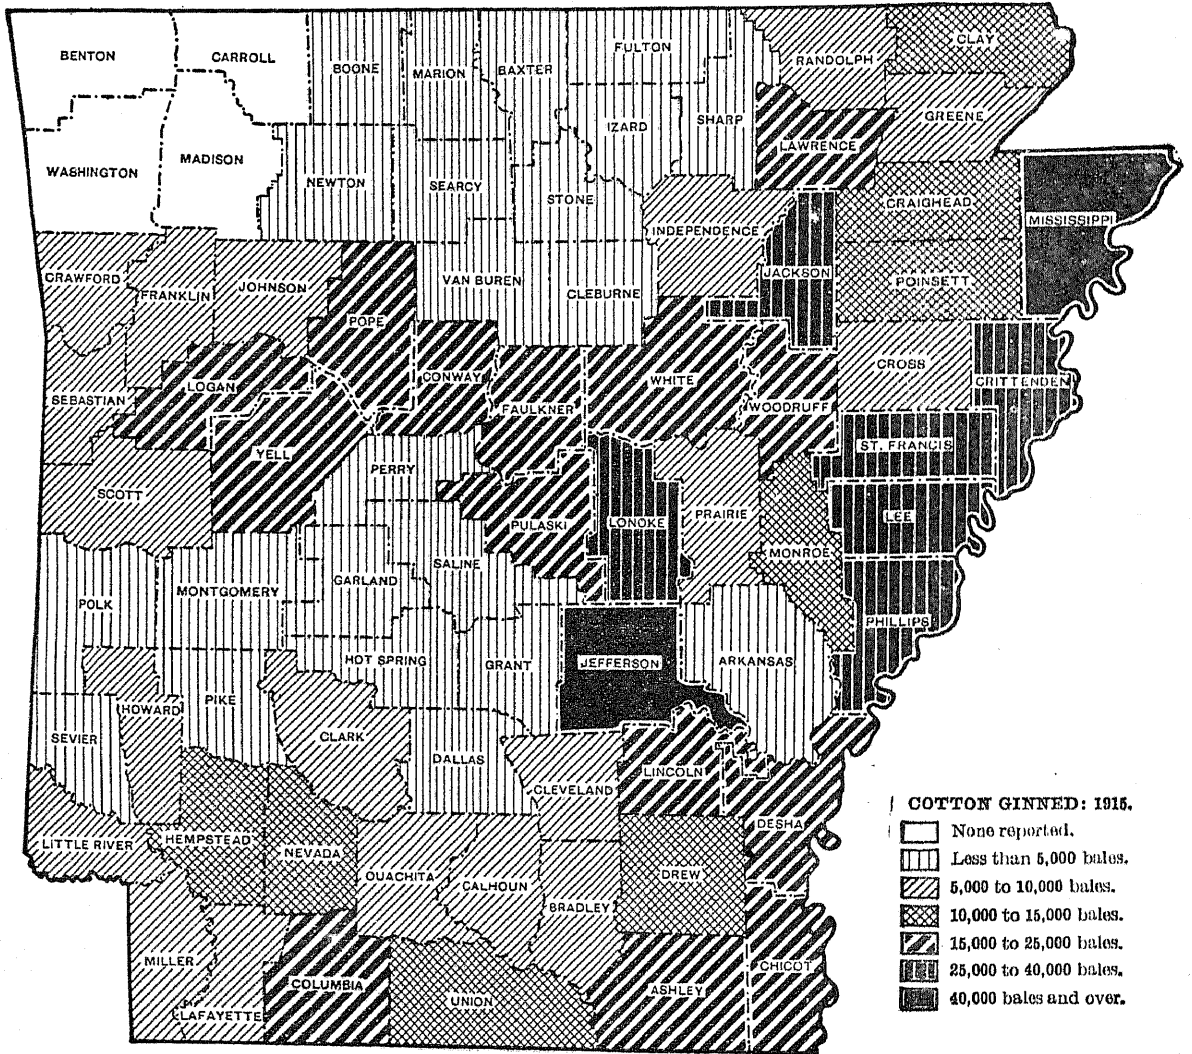 BENTON
CARROLL
BOONE
MARION
BAXTER
FULTON
RANDOLPH
CLAY
IZARD
SHARP
GREENE
LAWRENCE
WASHINGTON
MADISON
NEWTON
SEARCY
STONE
CRAIGHEAD
MISSISSIPPI
INDEPENDENCE
CRAWFORD
FRANKLIN
JOHNSON
VAN BUREN
CLEBURNE
JACKSON
POINSETT
POPE
CROSS
CRITTENDEN
SEBASTIAN
LOGAN
CONWAY
FAULKNER
WHITE
WOODRUFF
ST. FRANCIS
YELL
PERRY
SCOTT
PULASKI
LONOKE
PRAIRIE
LEE
MONROE
POLK
MONTGOMERY
GARLAND
SALINE
PHILLIPS
HOT SPRING
GRANT
JEFFERSON
ARKANSAS
HOWARD
PIKE
SEVIER
CLARK
DALLAS
LINCOLN
CLEVELAND
DESHA
LITTLE RIVER
HEMPSTEAD
NEVADA
OUACHITA
CALHOUN
BRADLEY
DREW
MILLER
LAFAYETTE
COLUMBIA
UNION
ASHLEY
CHICOT
COTTON GINNED: 1915.
None reported.
Less than 5,000 bales.
5,000 to 10,000 bales.
10,000 to 15,000 bales.
15,000 to 25,000 bales.
25,000 to 40,000 bales.
40,000 bales and over.